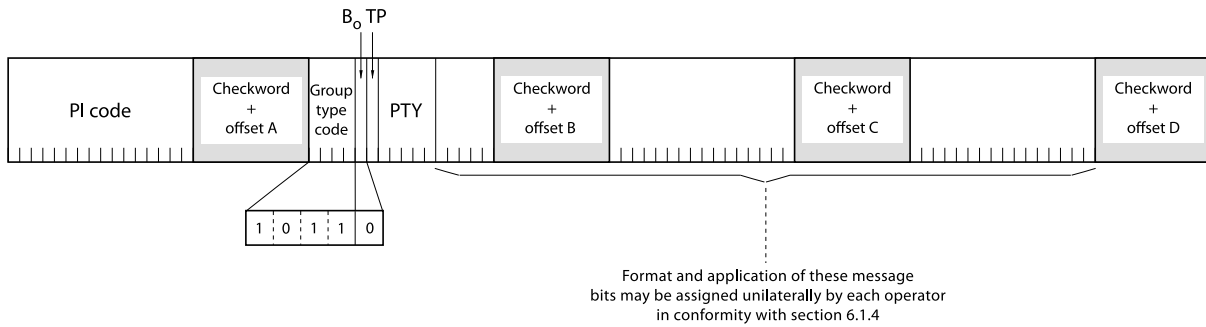 Bo TP
PI code
Checkword
+
offset A
Group
type
code
PTY
Checkword
+
offset B
Checkword
+
offset C
Checkword
+
offset D
1 0 1 1 0
Format and application of these message
bits may be assigned unilaterally by each operator
in conformity with section 6.1.4